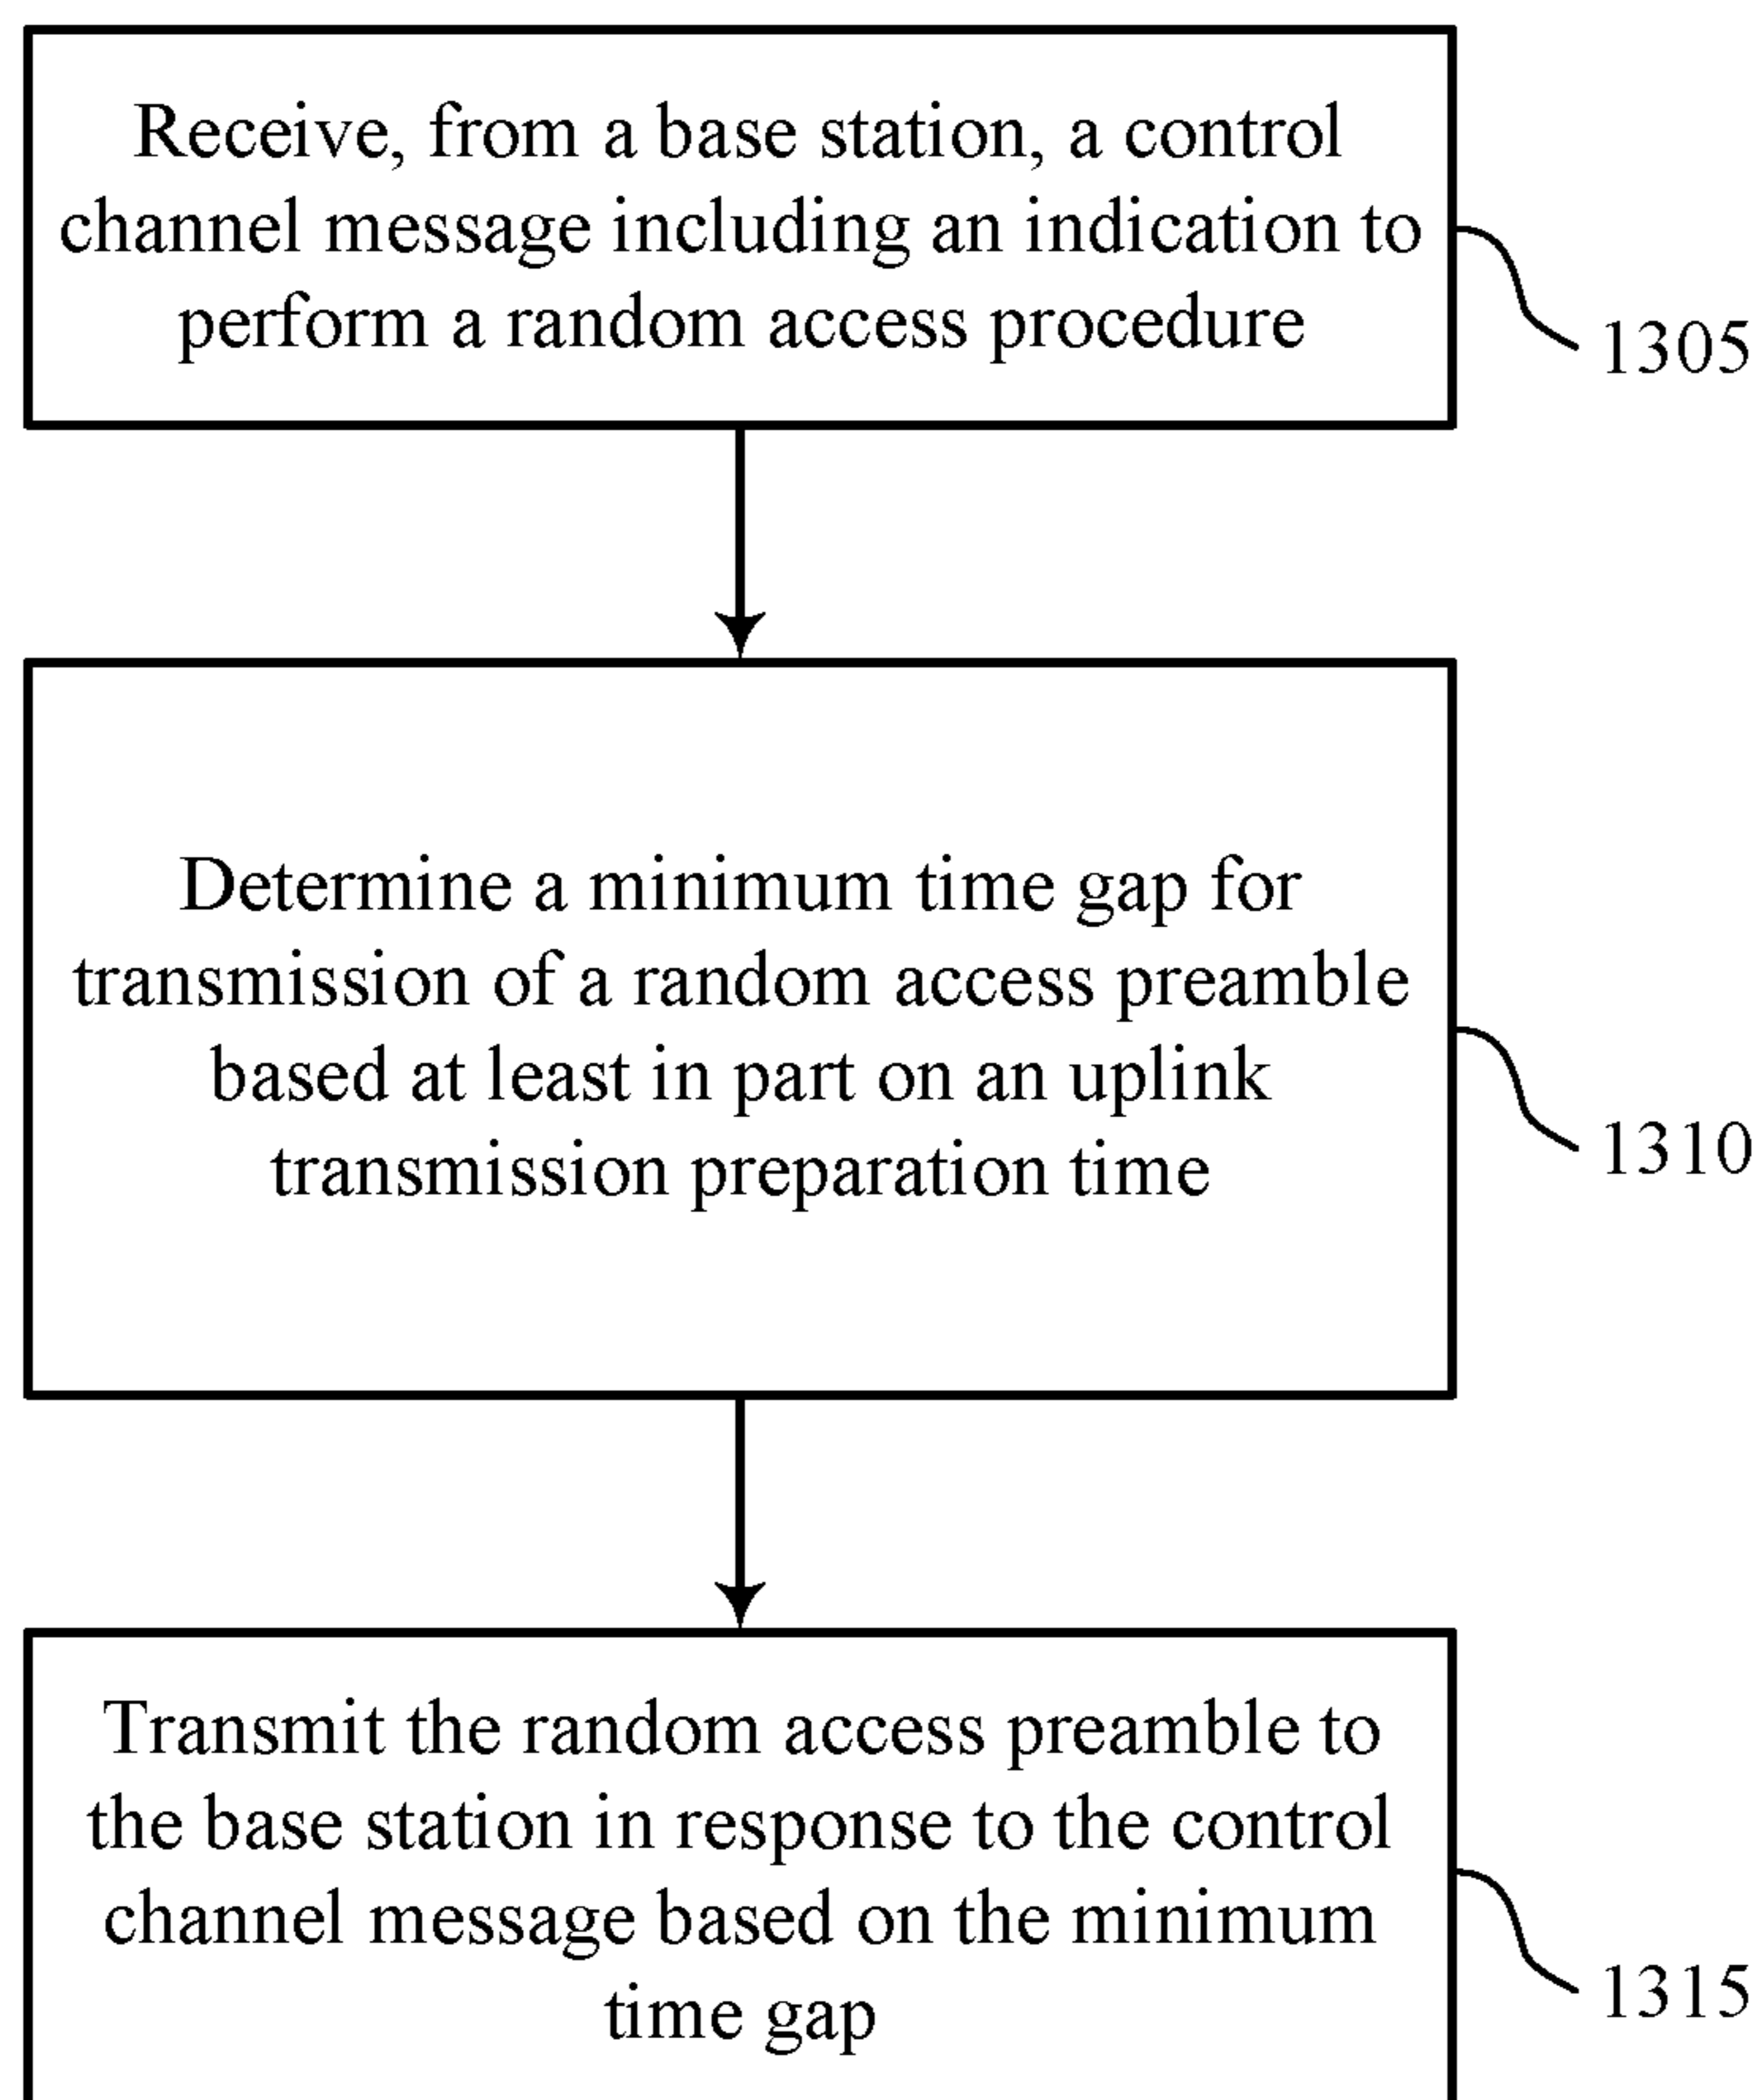 Receive, from a base station, a control
channel message including an indication to
perform a random access procedure
1305
Determine a minimum time gap for
transmission of a random access preamble
based at least in part on an uplink
transmission preparation time
1310
Transmit the random access preamble to
the base station in response to the control
channel message based on the minimum
time gap
1315